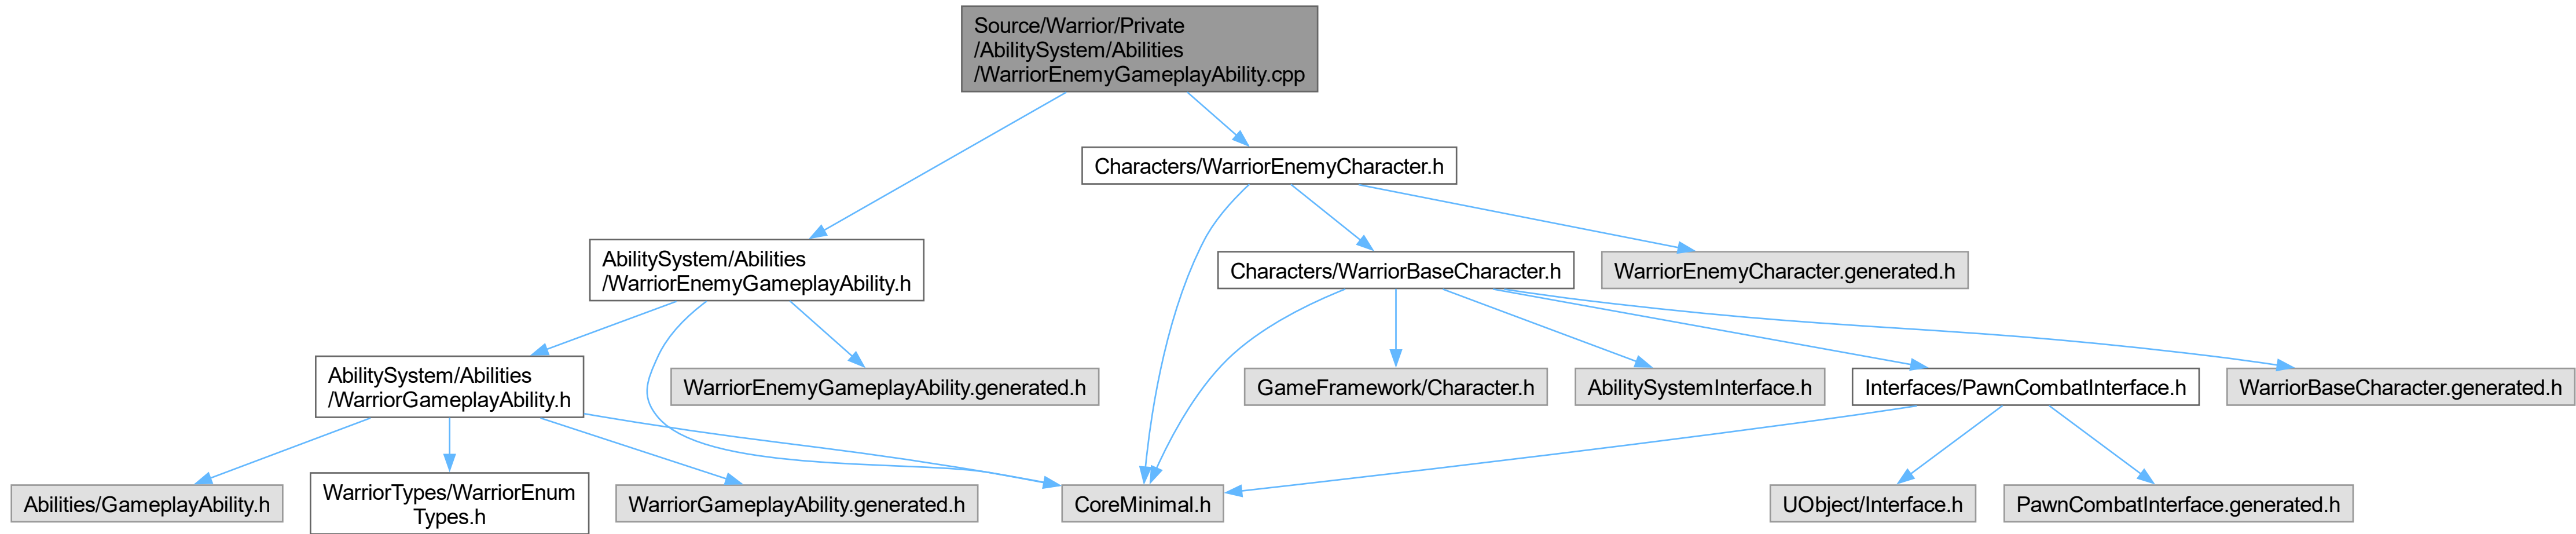 Source/Warrior/Private
/AbilitySystem/Abilities
/WarriorEnemyGameplayAbility.cpp
Characters/WarriorEnemyCharacter.h
AbilitySystem/Abilities
/WarriorEnemyGameplayAbility.h
Characters/WarriorBaseCharacter.h
WarriorEnemyCharacter.generated.h
AbilitySystem/Abilities
/WarriorGameplayAbility.h
WarriorEnemyGameplayAbility.generated.h
GameFramework/Character.h
AbilitySystemInterface.h
Interfaces/PawnCombatInterface.h
WarriorBaseCharacter.generated.h
Abilities/GameplayAbility.h
WarriorTypes/WarriorEnum
Types.h
WarriorGameplayAbility.generated.h
CoreMinimal.h
UObject/Interface.h
PawnCombatInterface.generated.h